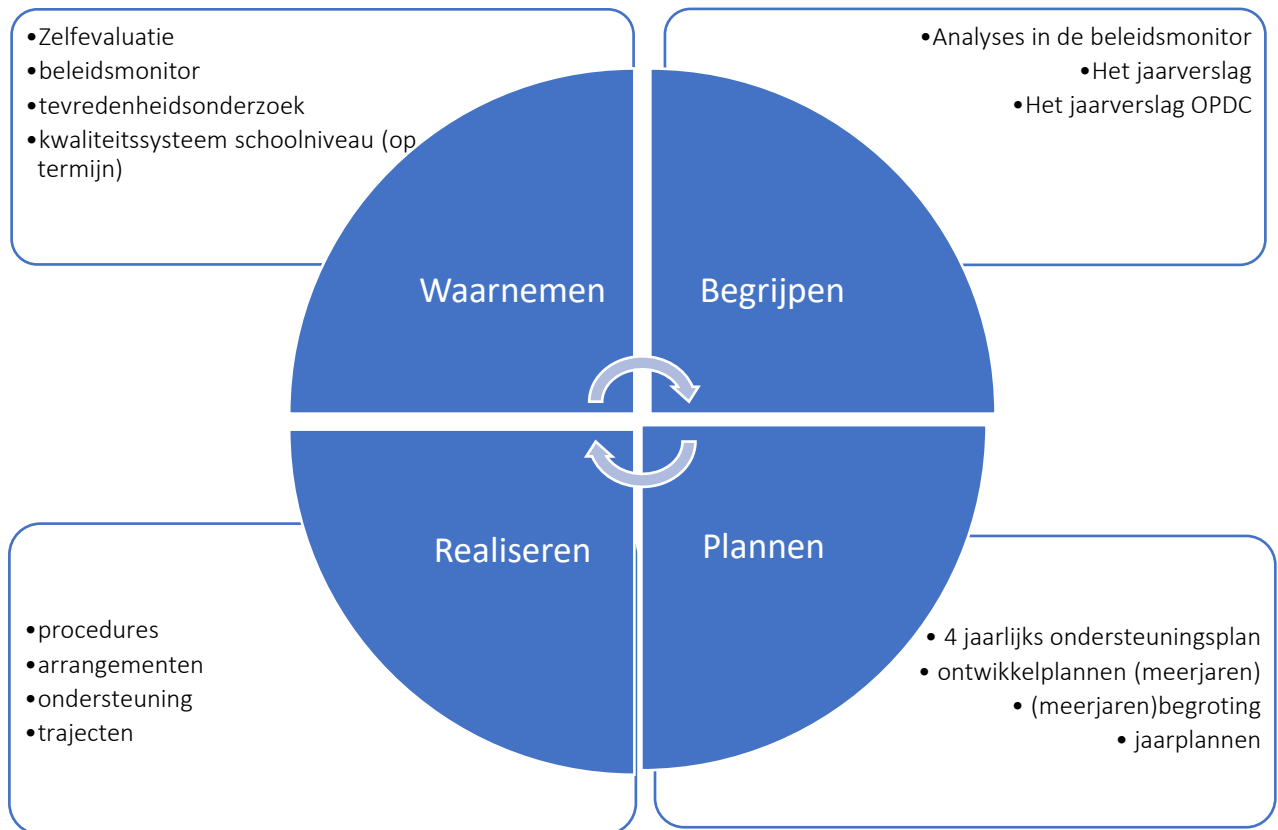 •Zelfevaluatie
•beleidsmonitor
•tevredenheidsonderzoek
•kwaliteitssysteem schoolniveau (op
termijn)
•Analyses in de beleidsmonitor
•Het jaarverslag
•Het jaarverslag OPDC
Waarnemen
Begrijpen
Realiseren
Plannen
•procedures
•arrangementen
•ondersteuning
•trajecten
• 4 jaarlijks ondersteuningsplan
• ontwikkelplannen (meerjaren)
• (meerjaren)begroting
• jaarplannen